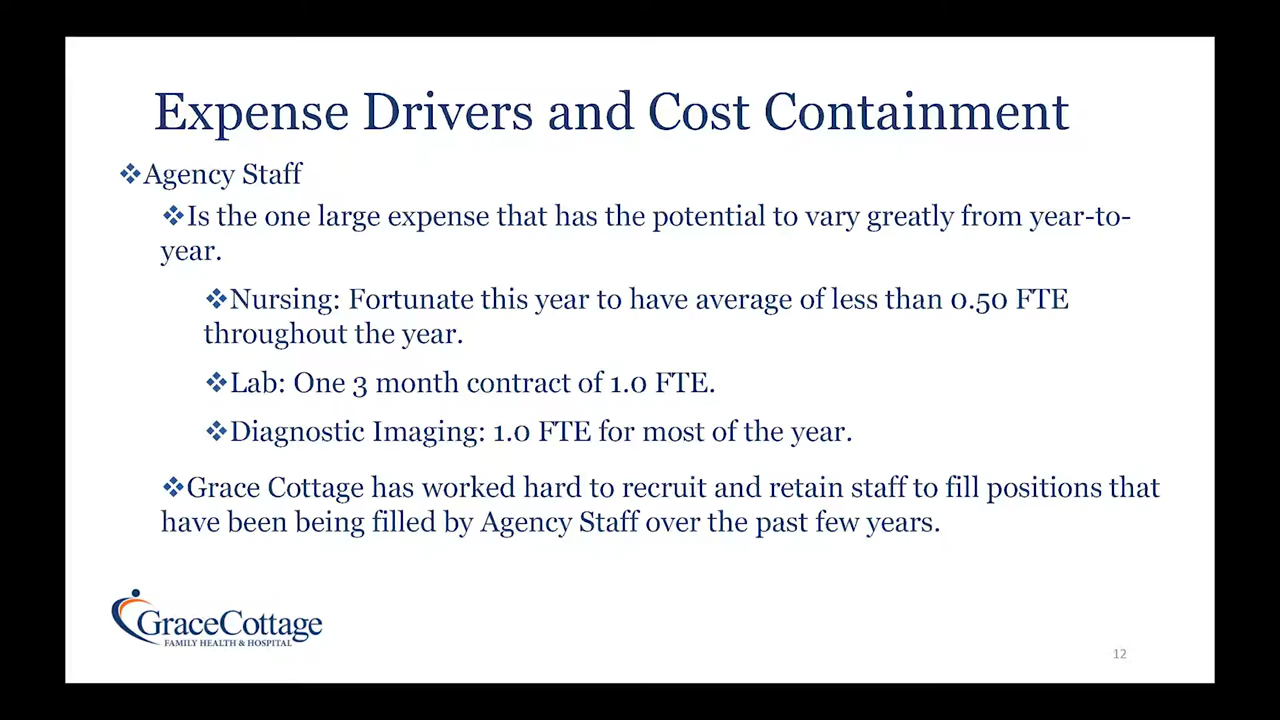 Expense Drivers and Cost Containment
❖Agency Staff
❖Is the one large expense that has the potential to vary greatly from year-to-
year.
❖Nursing: Fortunate this year to have average of less than 0.50 FTE
throughout the year.
❖Lab: One 3 month contract of 1.0 FTE.
❖Diagnostic Imaging: 1.0 FTE for most of the year.
❖Grace Cottage has worked hard to recruit and retain staff to fill positions that
have been being filled by Agency Staff over the past few years.
GraceCottage
FAMILY HEALTH & HOSPITAL
12